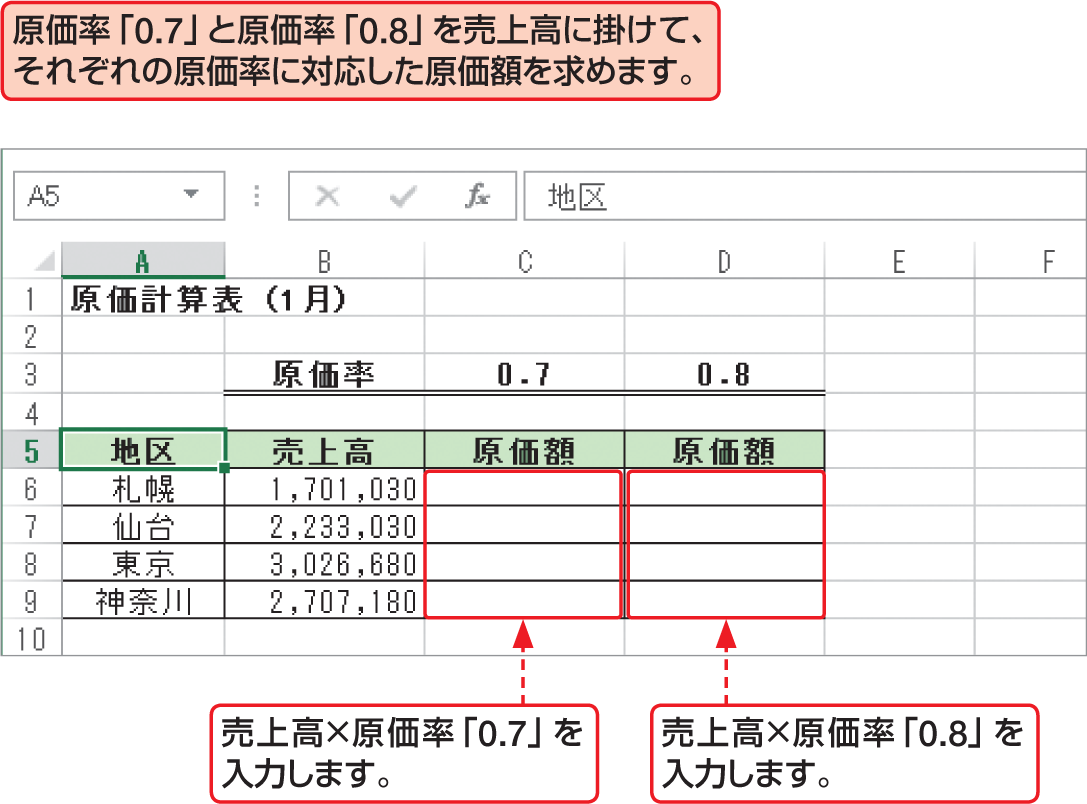 原価率「0.7」と原価率「0.8」を売上高に掛けて、
それぞれの原価率に対応した原価額を求めます。
A5 fx 地区
A B C D E F
1 原価計算表（1月）
2
3 原価率 0.7 0.8
4
5 地区 売上高 原価額 原価額
6 札幌 1,701,030
7 仙台 2,233,030
8 東京 3,026,680
9 神奈川 2,707,180
10
売上高×原価率「0.7」を
入力します。
売上高×原価率「0.8」を
入力します。